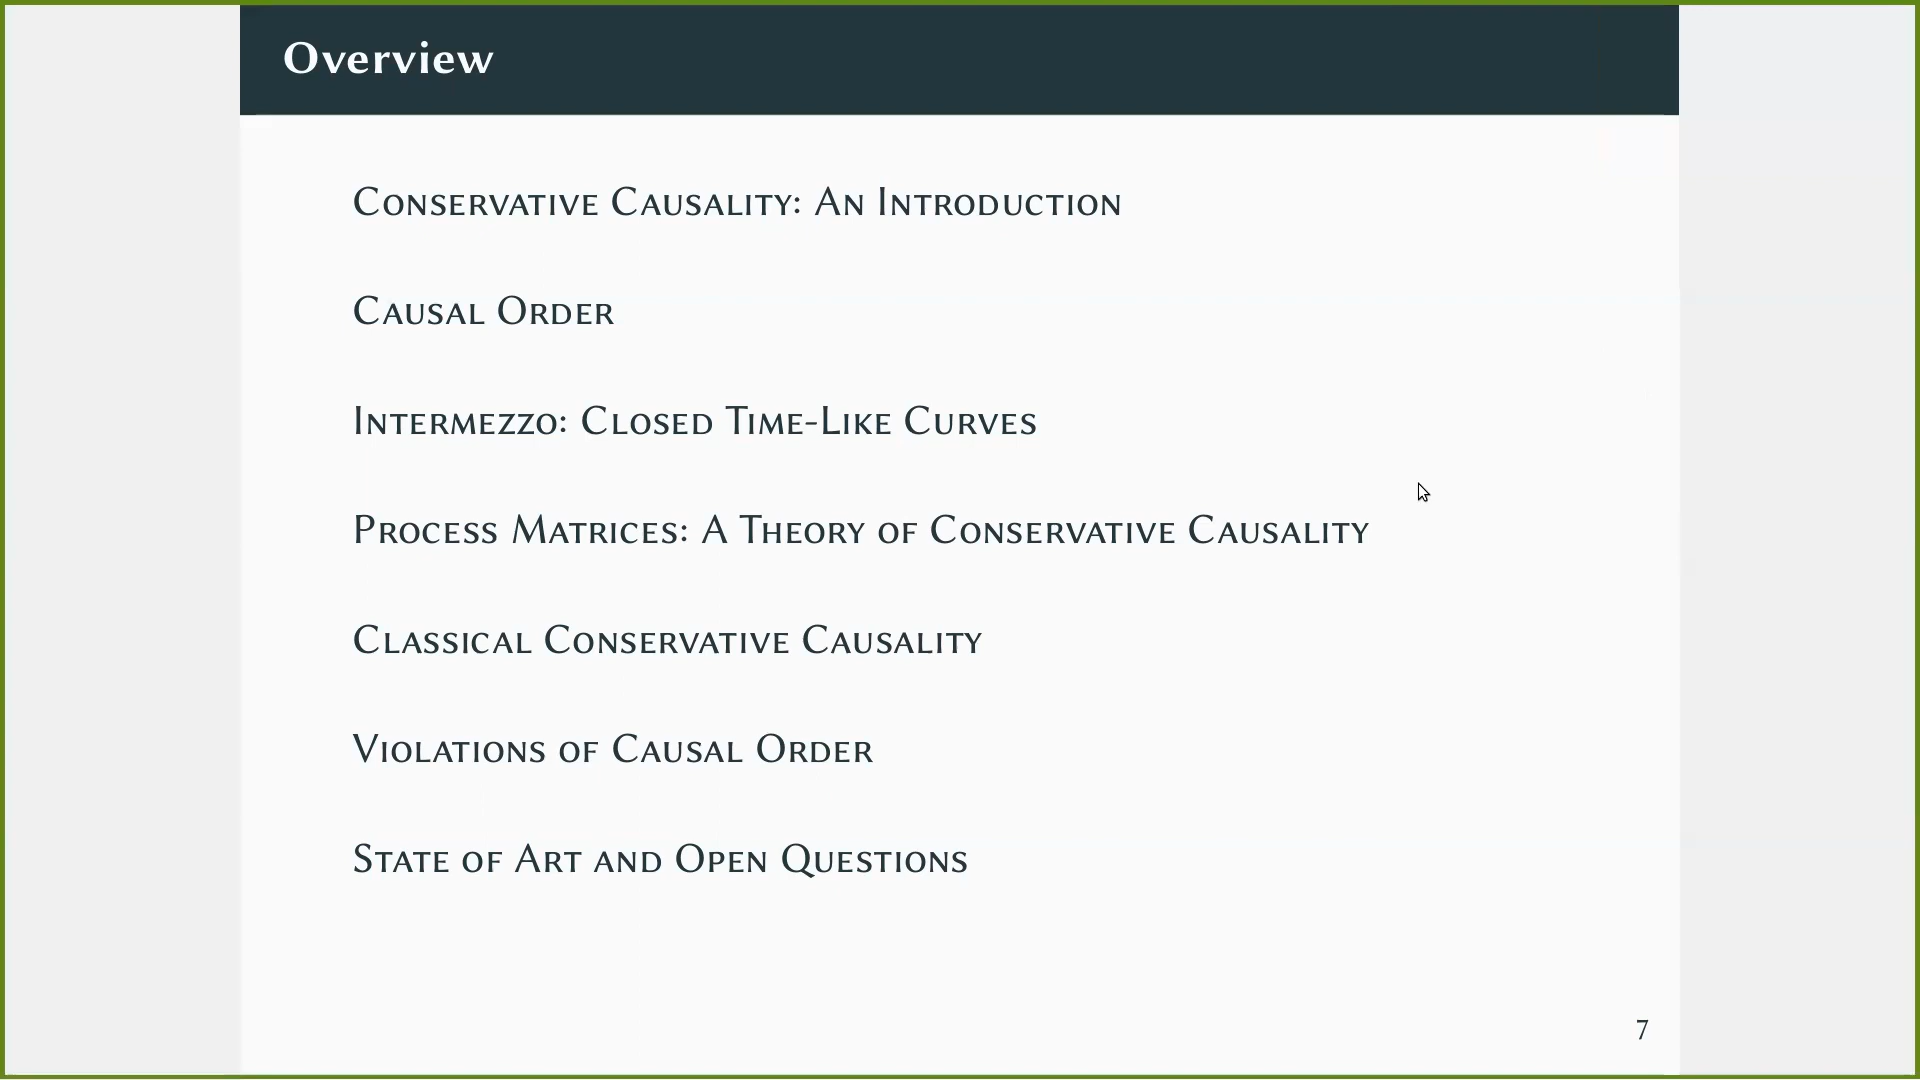 Overview
Conservative Causality: An Introduction
Causal Order
Intermezzo: Closed Time-Like Curves
Process Matrices: A Theory of Conservative Causality
Classical Conservative Causality
Violations of Causal Order
State of Art and Open Questions
7